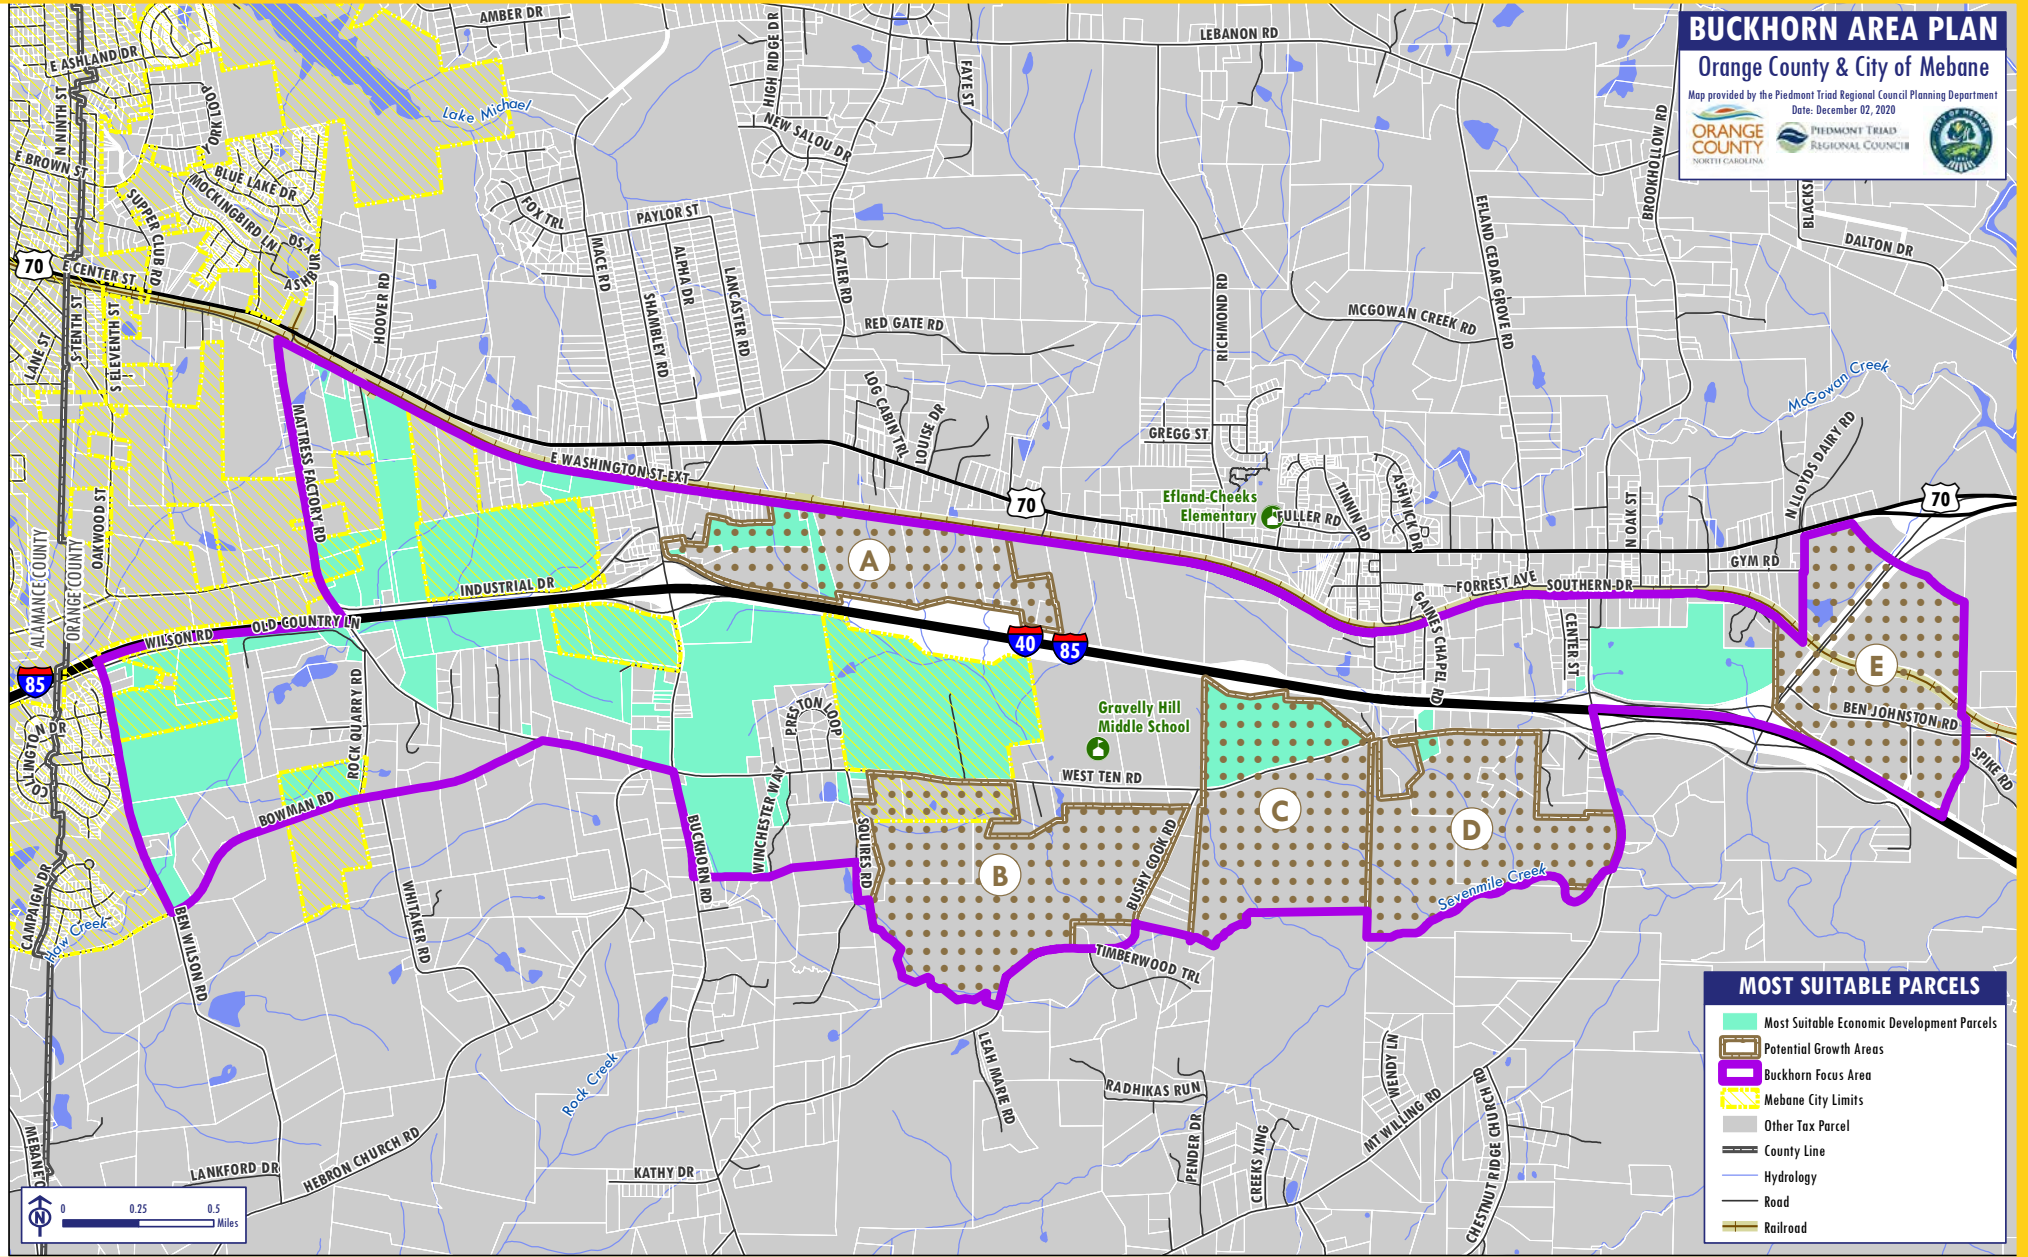 BUCKHORN AREA PLAN
Orange County & City of Mebane
Map provided by the Piedmont Triad Regional Council Planning Department
Date: December 02, 2020
ORANGE
COUNTY
NORTH CAROLINA
PIEDMONT TRIAD
REGIONAL COUNCIL
CITY OF MEBANE
AMBER DR
HIGH RIDGE DR
LEBANON RD
E ASHLAND DR
N NINTH ST
YORK LOOP
Lake Michael
FAYE ST
NEW SALOU DR
BROOKHOLLOW RD
E BROWN ST
BLUE LAKE DR
MOCKINGBIRD LN
SUPPER CLUB RD
FOX TRL
PAYLOR ST
MACE RD
ALPHA DR
LANCASTER RD
SHAMBLEY RD
FRAZIER RD
EFLAND CEDAR GROVE RD
DALTON DR
70
E CENTER ST
HOOVER RD
RICHMOND RD
RED GATE RD
MCGOWAN CREEK RD
LANE ST
S TENTH ST
S ELEVENTH ST
McGowan Creek
LOG CABIN TRL
LOUISE DR
MATTRESS FACTORY RD
GREGG ST
N LLOYDS DAIRY RD
E WASHINGTON ST EXT
70
Efland-Cheeks
Elementary
FULLER RD
TINNIN RD
ASHWICK DR
N OAK ST
70
OAKWOOD ST
ALAMANCE COUNTY
ORANGE COUNTY
A
GYM RD
INDUSTRIAL DR
FORREST AVE
SOUTHERN DR
GAINES CHAPEL RD
CENTER ST
WILSON RD
OLD COUNTRY LN
40
85
85
E
BEN JOHNSTON RD
SPIKE RD
COLLINGTON DR
ROCK QUARRY RD
PRESTON LOOP
Gravelly Hill
Middle School
WEST TEN RD
BOWMAN RD
BUCKHORN RD
WINCHESTER WAY
SQUIRES RD
B
BUSHY COOK RD
C
D
Sevenmile Creek
CAMPAIGN DR
Haw Creek
BEN WILSON RD
WHITAKER RD
TIMBERWOOD TRL
Rock Creek
LEAH MARIE RD
RADHIKAS RUN
WENDY LN
MT WILLING RD
CHESTNUT RIDGE CHURCH RD
PENDER DR
CREEKS XING
LANKFORD DR
HEBRON CHURCH RD
KATHY DR
N
0
0.25
0.5
Miles
MOST SUITABLE PARCELS
Most Suitable Economic Development Parcels
Potential Growth Areas
Buckhorn Focus Area
Mebane City Limits
Other Tax Parcel
County Line
Hydrology
Road
Railroad